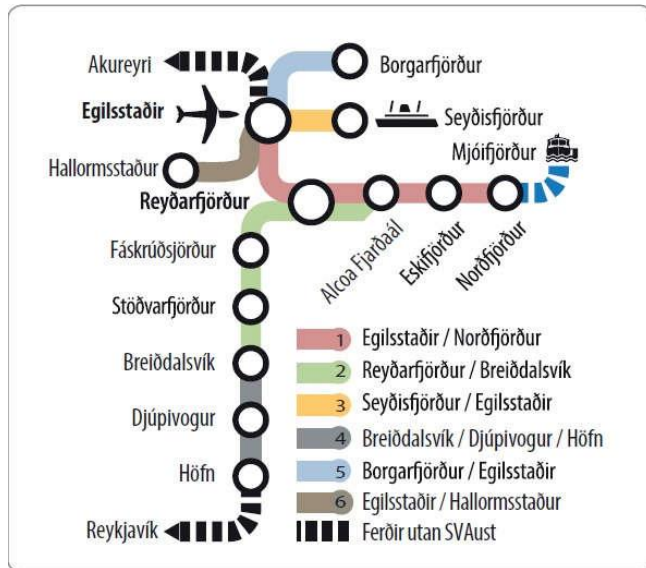 Akureyri
Borgarfjörður
Egilsstaðir
Seyðisfjörður
Mjóifjörður
Hallormsstaður
Reyðarfjörður
Fáskrúðsjörður
Alcoa Fjarðaál
Eskifjörður
Norðfjörður
Stöðvarfjörður
Breiðdalsvík
Djúpivogur
Höfn
Reykjavík
1 Egilsstaðir / Norðfjörður
2 Reyðarfjörður / Breiðdalsvík
3 Seyðisfjörður / Egilsstaðir
4 Breiðdalsvík / Djúpivogur / Höfn
5 Borgarfjörður / Egilsstaðir
6 Egilsstaðir / Hallormsstaður
Ferðir utan SVAust